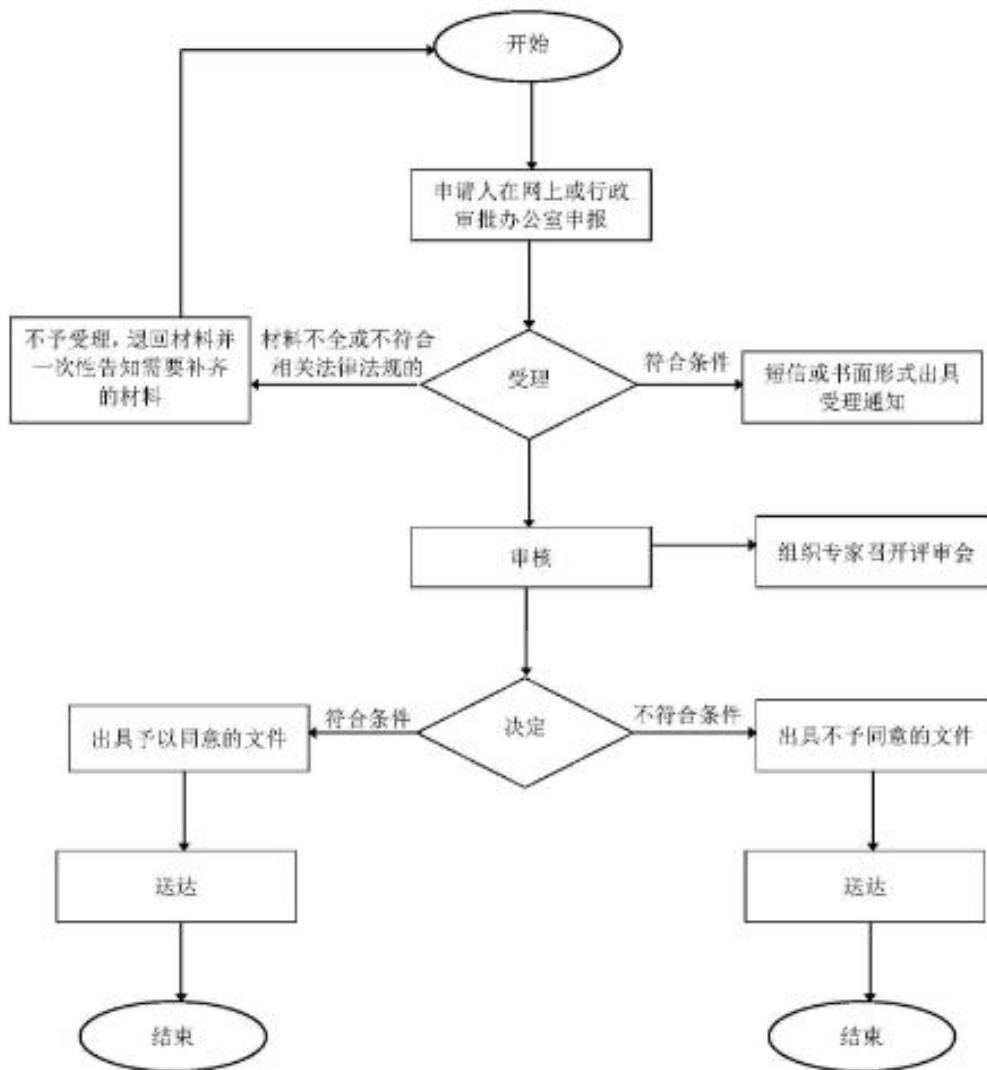 开始
申请人在网上或行政
审批办公室申报
不予受理，退回材料并
一次性告知需要补齐
的材料
材料不全或不符合
相关法律法规的
受理
符合条件
短信或书面形式出具
受理通知
审核
组织专家召开评审会
决定
符合条件
不符合条件
出具予以同意的文件
出具不予同意的文件
送达
送达
结束
结束